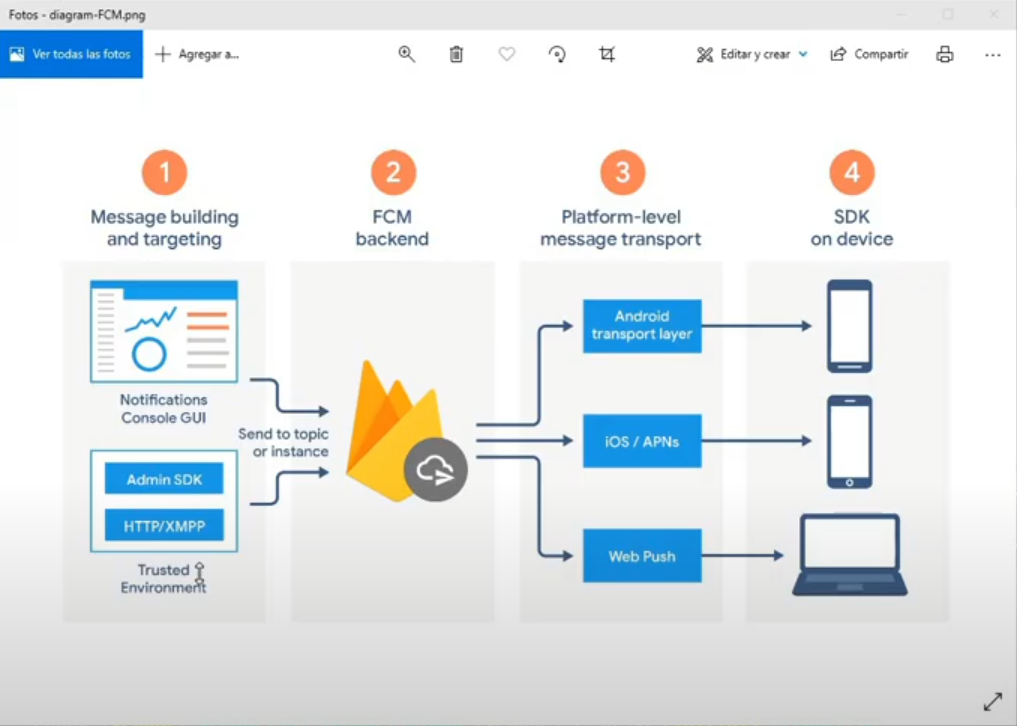 Fotos - diagram-FCM.png
Ver todas las fotos
Agregar a...
Editar y crear
Compartir
1
Message building
and targeting
2
FCM
backend
3
Platform-level
message transport
4
SDK
on device
Notifications
Console GUI
Send to topic
or instance
Admin SDK
HTTP/XMPP
Trusted
Environment
Android
transport layer
iOS / APNs
Web Push